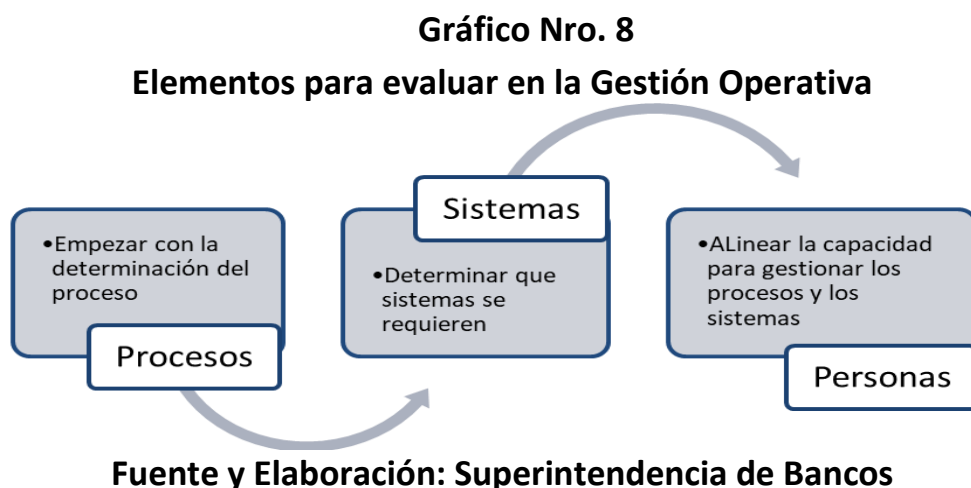 Gráfico Nro. 8
Elementos para evaluar en la Gestión Operativa
•Empezar con la
determinación del
proceso
Procesos
Sistemas
•Determinar que
sistemas se
requieren
•ALinear la capacidad
para gestionar los
procesos y los
sistemas
Personas
Fuente y Elaboración: Superintendencia de Bancos